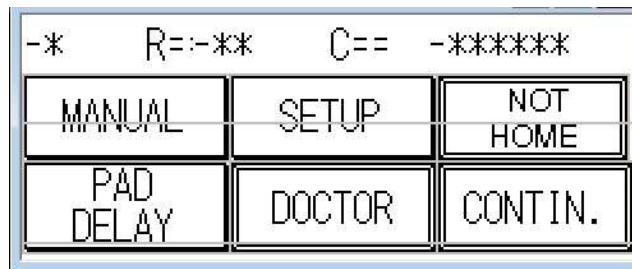 -* R=:-** C== -******
MANUAL SETUP NOT HOME
PAD DELAY DOCTOR CONTIN.